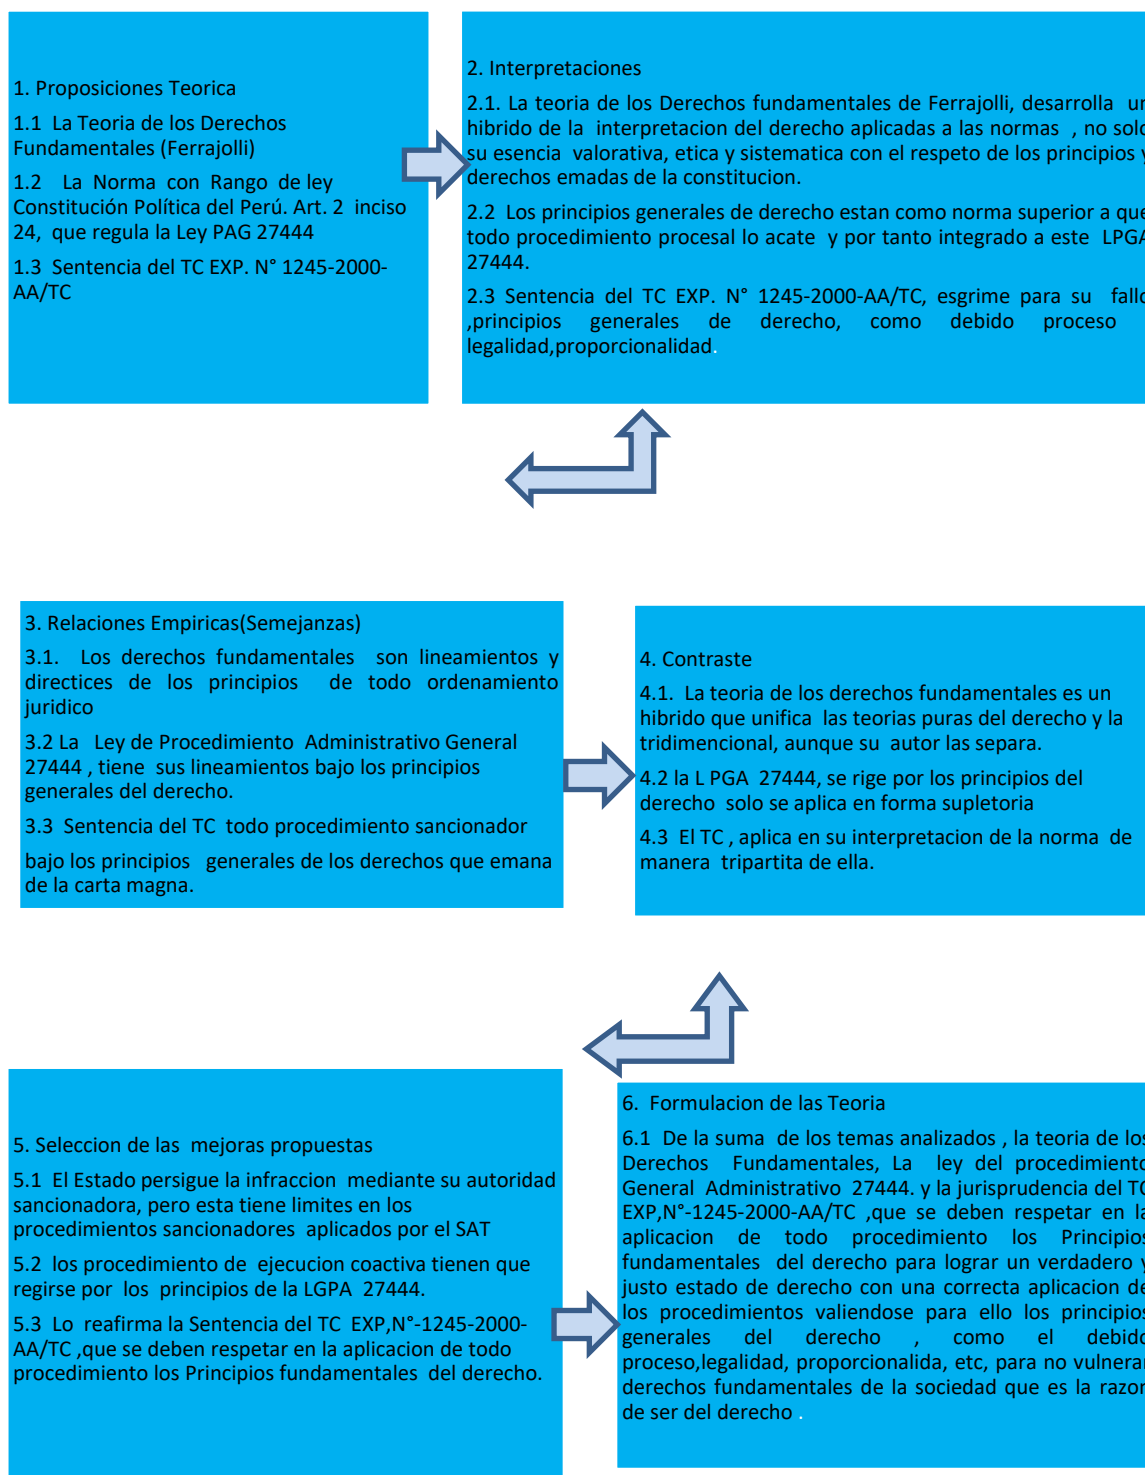 1. Proposiciones Teorica
1.1 La Teoria de los Derechos
Fundamentales (Ferrajolli)
1.2 La Norma con Rango de ley
Constitución Política del Perú. Art. 2 inciso
24, que regula la Ley PAG 27444
1.3 Sentencia del TC EXP. N° 1245-2000-
AA/TC
2. Interpretaciones
2.1. La teoria de los Derechos fundamentales de Ferrajolli, desarrolla un
hibrido de la interpretacion del derecho aplicadas a las normas , no solo
su esencia valorativa, etica y sistematica con el respeto de los principios y
derechos emadas de la constitucion.
2.2 Los principios generales de derecho estan como norma superior a que
todo procedimiento procesal lo acate y por tanto integrado a este LPGA
27444.
2.3 Sentencia del TC EXP. N° 1245-2000-AA/TC, esgrime para su fallo
,principios generales de derecho, como debido proceso
legalidad,proporcionalidad.
3. Relaciones Empiricas(Semejanzas)
3.1. Los derechos fundamentales son lineamientos y
directices de los principios de todo ordenamiento
juridico
3.2 La Ley de Procedimiento Administrativo General
27444 , tiene sus lineamientos bajo los principios
generales del derecho.
3.3 Sentencia del TC todo procedimiento sancionador
bajo los principios generales de los derechos que emana
de la carta magna.
4. Contraste
4.1. La teoria de los derechos fundamentales es un
hibrido que unifica las teorias puras del derecho y la
tridimencional, aunque su autor las separa.
4.2 la L PGA 27444, se rige por los principios del
derecho solo se aplica en forma supletoria
4.3 El TC , aplica en su interpretacion de la norma de
manera tripartita de ella.
5. Seleccion de las mejoras propuestas
5.1 El Estado persigue la infraccion mediante su autoridad
sancionadora, pero esta tiene limites en los
procedimientos sancionadores aplicados por el SAT
5.2 los procedimiento de ejecucion coactiva tienen que
regirse por los principios de la LGPA 27444.
5.3 Lo reafirma la Sentencia del TC EXP,N°-1245-2000-
AA/TC ,que se deben respetar en la aplicacion de todo
procedimiento los Principios fundamentales del derecho.
6. Formulacion de las Teoria
6.1 De la suma de los temas analizados , la teoria de los
Derechos Fundamentales, La ley del procedimiento
General Administrativo 27444. y la jurisprudencia del TC
EXP,N°-1245-2000-AA/TC ,que se deben respetar en la
aplicacion de todo procedimiento los Principios
fundamentales del derecho para lograr un verdadero y
justo estado de derecho con una correcta aplicacion de
los procedimientos valiendose para ello los principios
generales del derecho , como el debido
proceso,legalidad, proporcionalida, etc, para no vulnerar
derechos fundamentales de la sociedad que es la razon
de ser del derecho .